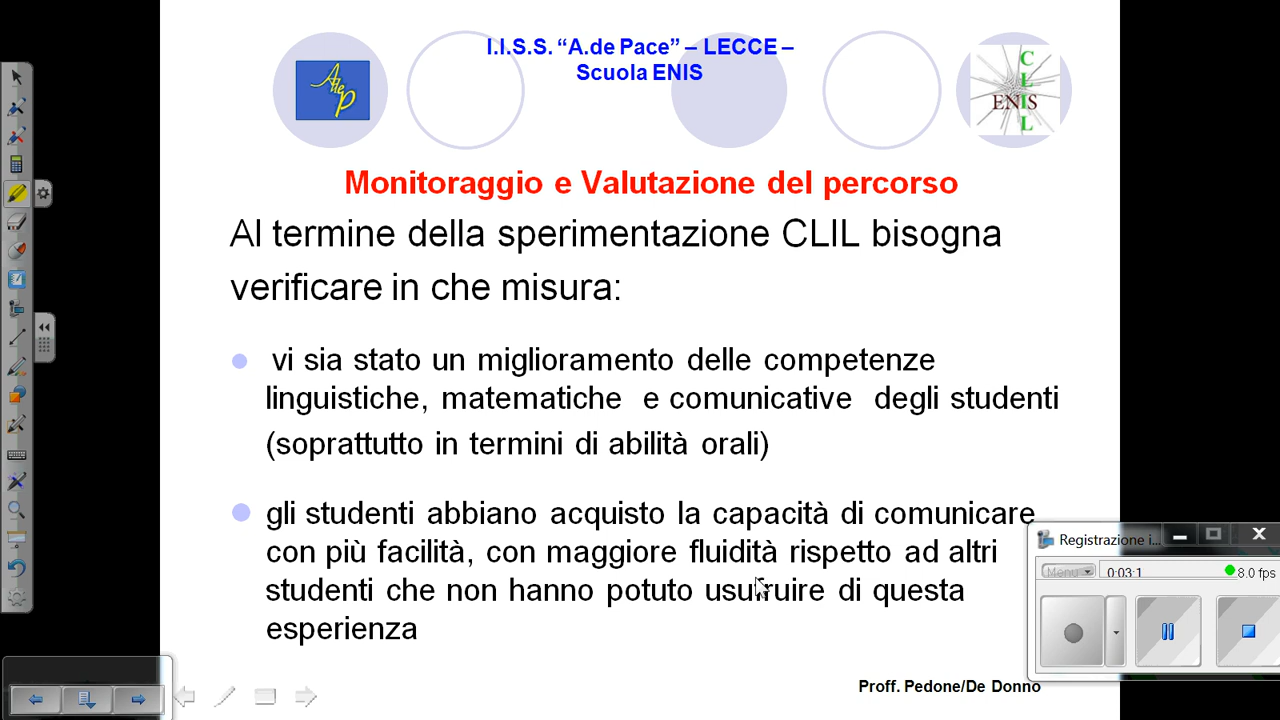 I.I.S.S. “A.de Pace” – LECCE –
Scuola ENIS
CLIL
ENIS
Monitoraggio e Valutazione del percorso
Al termine della sperimentazione CLIL bisogna
verificare in che misura:
vi sia stato un miglioramento delle competenze
linguistiche, matematiche e comunicative degli studenti
(soprattutto in termini di abilità orali)
gli studenti abbiano acquisto la capacità di comunicare
con più facilità, con maggiore fluidità rispetto ad altri
studenti che non hanno potuto usufruire di questa
esperienza
Registrazione i...
Menu
0:03:1
8.0 fps
Proff. Pedone/De Donno